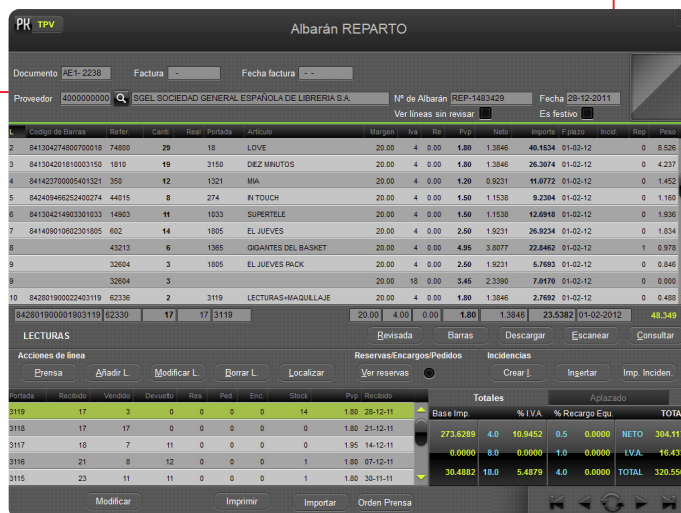 PK TPV
Albarán REPARTO
Documento AE1-2238 Factura - Fecha factura - -
Proveedor 4000000000 SGEL SOCIEDAD GENERAL ESPAÑOLA DE LIBRERIA S.A. Nº de Albarán REP-1483429 Fecha 28-12-2011
Ver líneas sin revisar Es festivo
L Codigo de Barras Refer. Canti. Real Portada Artículo Margen Iva Re Pvp Neto Importe F.plazo Incid. Rep Peso
2 841304274800700018 74800 29 18 LOVE 20.00 4 0.00 1.80 1.3846 40.1534 01-02-12 0 8.526
3 841304201810003150 1810 19 3150 DIEZ MINUTOS 20.00 4 0.00 1.80 1.3846 26.3074 01-02-12 0 4.237
4 841423700005401321 350 12 1321 MIA 20.00 4 0.00 1.20 0.9231 11.0772 01-02-12 0 1.452
5 842409466252400274 44015 8 274 IN TOUCH 20.00 4 0.00 1.50 1.1538 9.2304 01-02-12 0 1.160
6 841304214903301033 14903 11 1033 SUPERTELE 20.00 4 0.00 1.50 1.1538 12.6918 01-02-12 0 1.936
7 841409010602301805 602 14 1805 EL JUEVES 20.00 4 0.00 2.50 1.9231 26.9234 01-02-12 0 1.834
8 43213 6 1365 GIGANTES DEL BASKET 20.00 4 0.00 4.95 3.8077 22.8462 01-02-12 1 0.978
9 32604 3 1805 EL JUEVES PACK 20.00 4 0.00 2.50 1.9231 5.7693 01-02-12 0 0.846
9 32604 3 20.00 18 0.00 3.45 2.3390 7.0170 01-02-12 0 0.000
10 842801900022403119 62336 2 3119 LECTURAS+MAQUILLAJE 20.00 4 0.00 1.80 1.3846 2.7692 01-02-12 0 0.488
842801900001903119 62330 17 17 3119 20.00 4.00 0.00 1.80 1.3846 23.5382 01-02-2012 48.349
LECTURAS Revisada Barras Descargar Escanear Consultar
Acciones de línea Reservas/Encargos/Pedidos Incidencias
Prensa Añadir L. Modificar L. Borrar L. Localizar Ver reservas Crear I. Insertar Imp. Inciden.
Portada Recibido Vendido Devuelto Res. Ped. Enc. Stock Pvp Recibido
3119 17 3 0 0 0 0 14 1.80 28-12-11
3118 17 17 0 0 0 0 0 1.80 21-12-11
3117 18 7 11 0 0 0 0 1.95 14-12-11
3116 21 8 12 0 0 0 1 1.80 07-12-11
3115 23 11 11 0 0 0 1 1.80 30-11-11
Totales Aplazado
Base Imp. % I.V.A. % Recargo Equ. TOTA
273.6289 4.0 10.9452 0.5 0.0000 NETO 304.117
0.0000 8.0 0.0000 1.0 0.0000 I.V.A. 16.433
30.4882 18.0 5.4879 4.0 0.0000 TOTAL 320.550
Modificar Imprimir Importar Orden Prensa